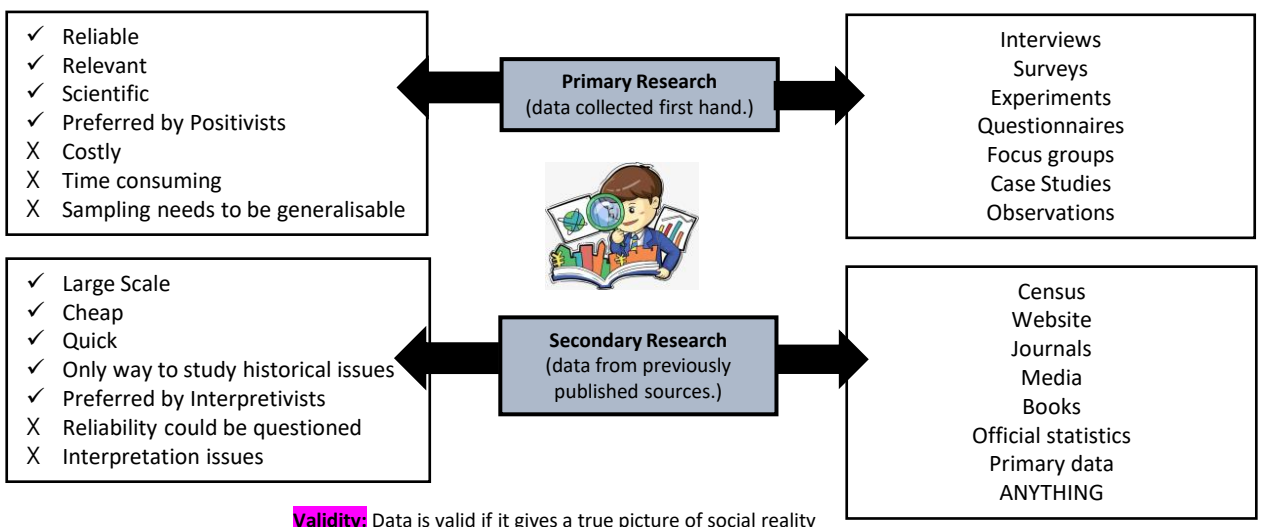 ✓ Reliable
✓ Relevant
✓ Scientific
✓ Preferred by Positivists
X Costly
X Time consuming
X Sampling needs to be generalisable
Primary Research
(data collected first hand.)
Interviews
Surveys
Experiments
Questionnaires
Focus groups
Case Studies
Observations
✓ Large Scale
✓ Cheap
✓ Quick
✓ Only way to study historical issues
✓ Preferred by Interpretivists
X Reliability could be questioned
X Interpretation issues
Secondary Research
(data from previously
published sources.)
Census
Website
Journals
Media
Books
Official statistics
Primary data
ANYTHING
Validity: Data is valid if it gives a true picture of social reality